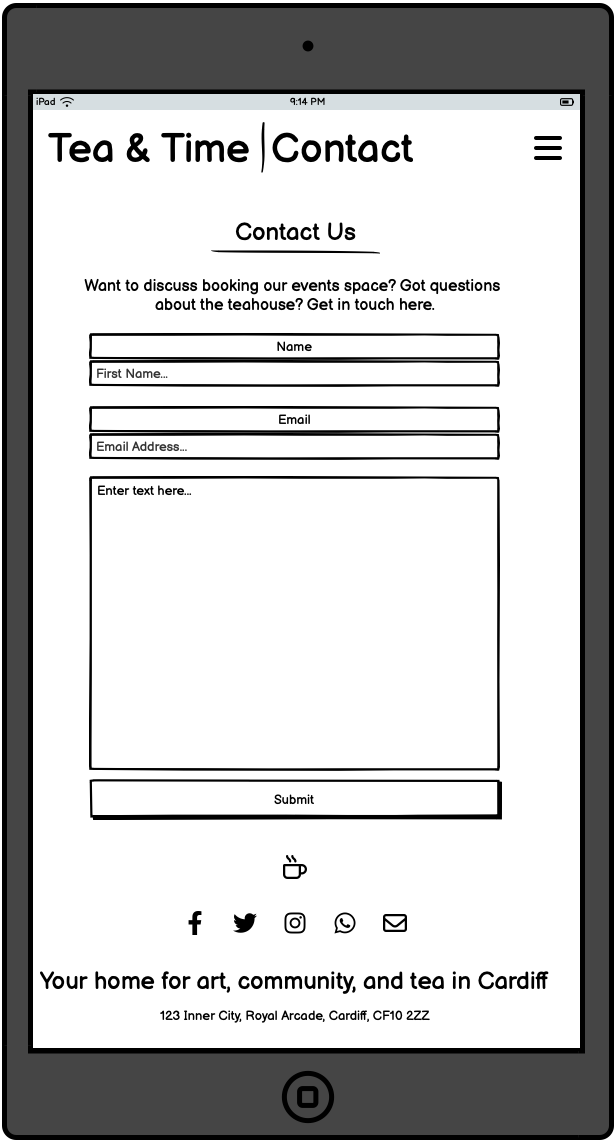 iPad
9:14 PM
Tea & Time
Contact
Contact Us
Want to discuss booking our events space? Got questions
about the teahouse? Get in touch here.
Name
First Name...
Email
Email Address...
Enter text here...
Submit
Your home for art, community, and tea in Cardiff
123 Inner City, Royal Arcade, Cardiff, CF10 2ZZ